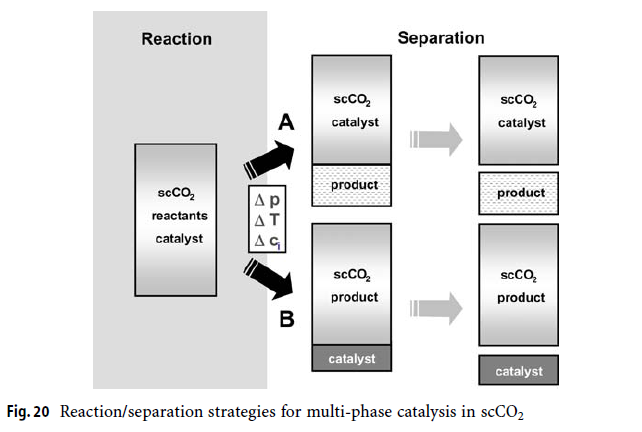 Reaction
Separation
scCO₂
reactants
catalyst
Δ p
Δ T
Δ cᵢ
A
scCO₂
catalyst
product
scCO₂
catalyst
product
B
scCO₂
product
catalyst
scCO₂
product
catalyst
Fig. 20 Reaction/separation strategies for multi-phase catalysis in scCO₂